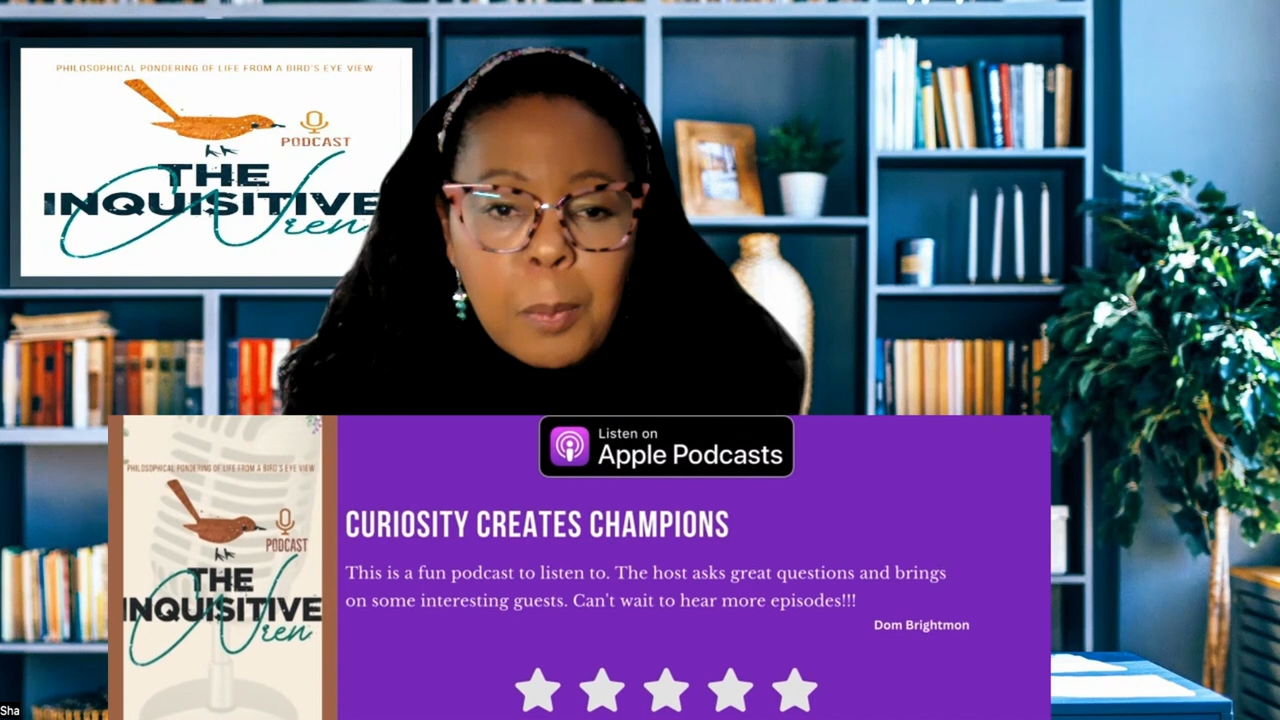 PHILOSOPHICAL PONDERING OF LIFE FROM A BIRD'S EYE VIEW
PODCAST
THE
INQUISITIVE
Wren
Listen on
Apple Podcasts
PHILOSOPHICAL PONDERING OF LIFE FROM A BIRD'S EYE VIEW
PODCAST
THE
INQUISITIVE
Wren
CURIOSITY CREATES CHAMPIONS
This is a fun podcast to listen to. The host asks great questions and brings
on some interesting guests. Can't wait to hear more episodes!!!
Dom Brightmon
Sha